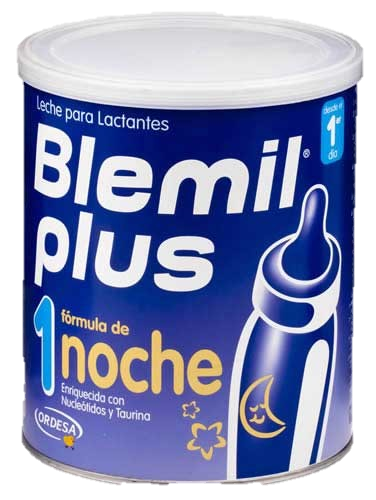 Leche para Lactantes
desde el
1er
día
Blemil®
plus
1
fórmula de
noche
Enriquecida con
Nucleótidos y Taurina
ORDESA